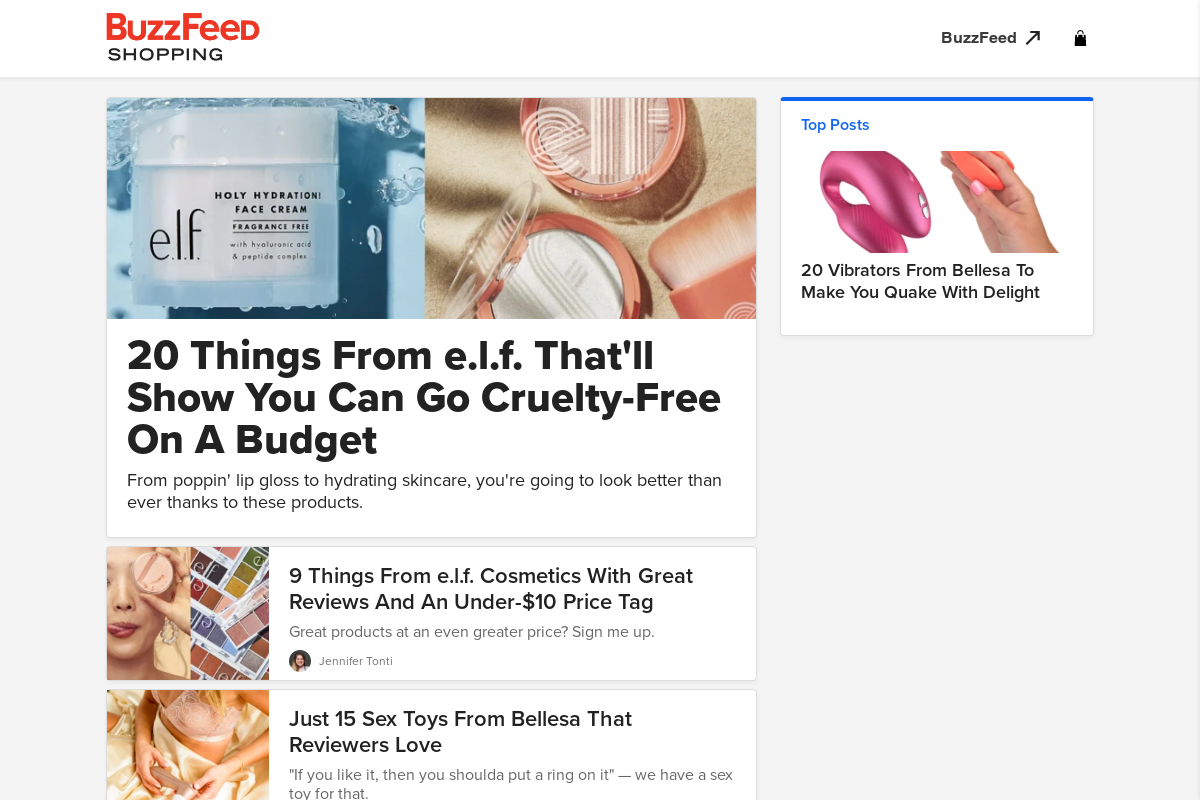 BuzzFeed
SHOPPING
BuzzFeed
HOLY HYDRATION!
FACE CREAM
FRAGRANCE FREE
e.l.f.
with hyaluronic acid
& peptide complex
20 Things From e.l.f. That'll
Show You Can Go Cruelty-Free
On A Budget
From poppin' lip gloss to hydrating skincare, you're going to look better than
ever thanks to these products.
9 Things From e.l.f. Cosmetics With Great
Reviews And An Under-$10 Price Tag
Great products at an even greater price? Sign me up.
Jennifer Tonti
Just 15 Sex Toys From Bellesa That
Reviewers Love
"If you like it, then you shoulda put a ring on it" — we have a sex
toy for that.
Top Posts
20 Vibrators From Bellesa To
Make You Quake With Delight